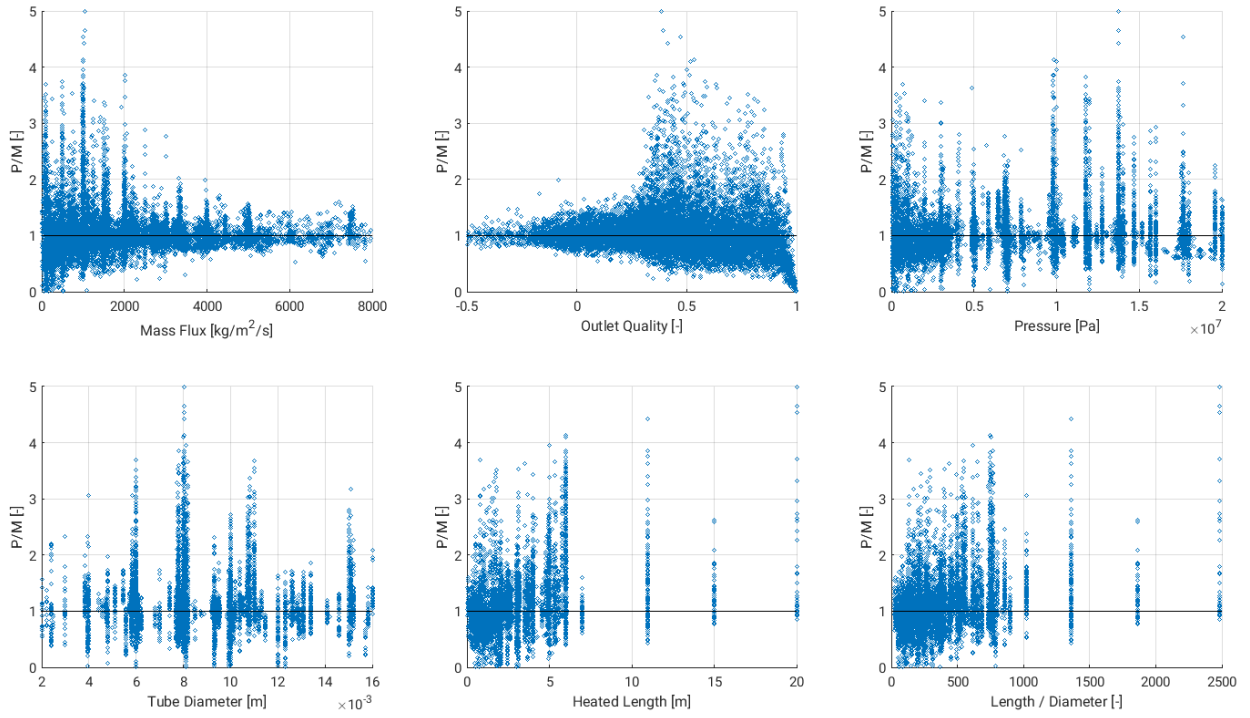 5
4
3
2
1
0
P/M [-]
0 2000 4000 6000 8000
Mass Flux [kg/m²/s]
5
4
3
2
1
0
P/M [-]
-0.5 0 0.5 1
Outlet Quality [-]
5
4
3
2
1
0
P/M [-]
0 0.5 1 1.5 2
Pressure [Pa] ×10⁷
5
4
3
2
1
0
P/M [-]
2 4 6 8 10 12 14 16
Tube Diameter [m] ×10⁻³
5
4
3
2
1
0
P/M [-]
0 5 10 15 20
Heated Length [m]
5
4
3
2
1
0
P/M [-]
0 500 1000 1500 2000 2500
Length / Diameter [-]